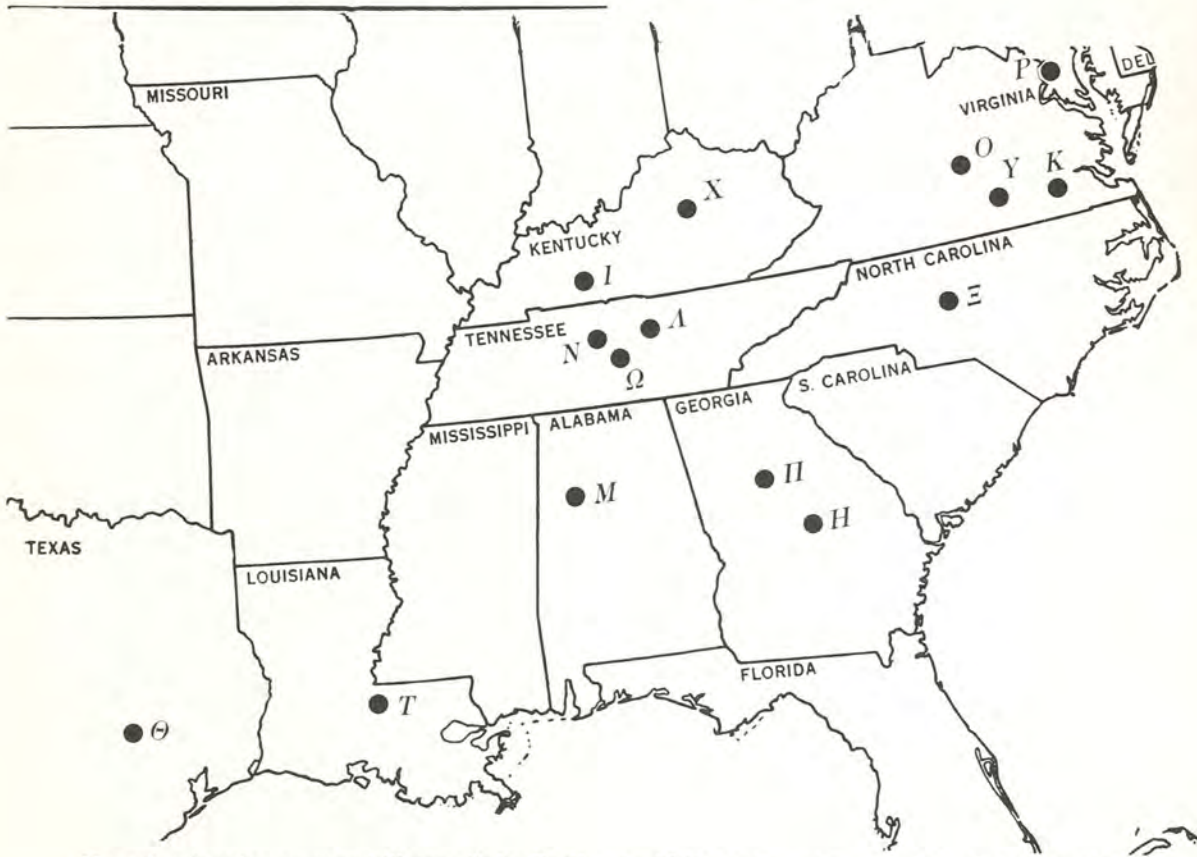 MISSOURI
P
DEL
VIRGINIA
O
Υ
K
X
KENTUCKY
I
NORTH CAROLINA
Ξ
TENNESSEE
Λ
N
Ω
ARKANSAS
S. CAROLINA
GEORGIA
MISSISSIPPI
ALABAMA
M
Π
H
TEXAS
LOUISIANA
FLORIDA
T
Θ